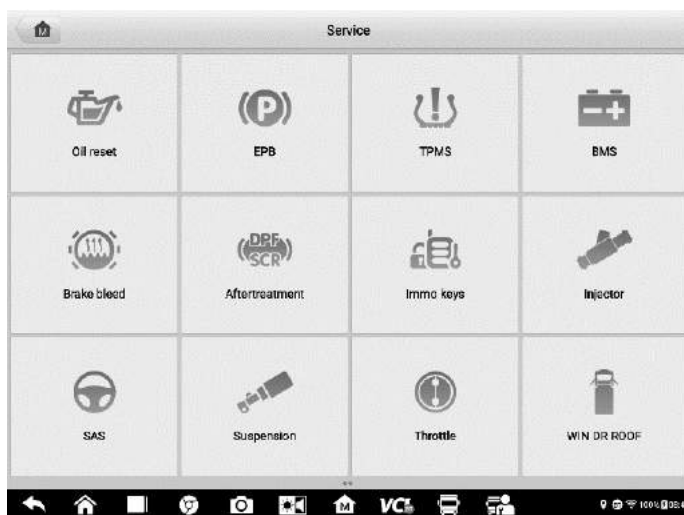 Service
Oil reset
EPB
TPMS
BMS
Brake bleed
DPF
SCR
Aftertreatment
Immo keys
Injector
SAS
Suspension
Throttle
WIN DR ROOF
M
VCI
M
100%